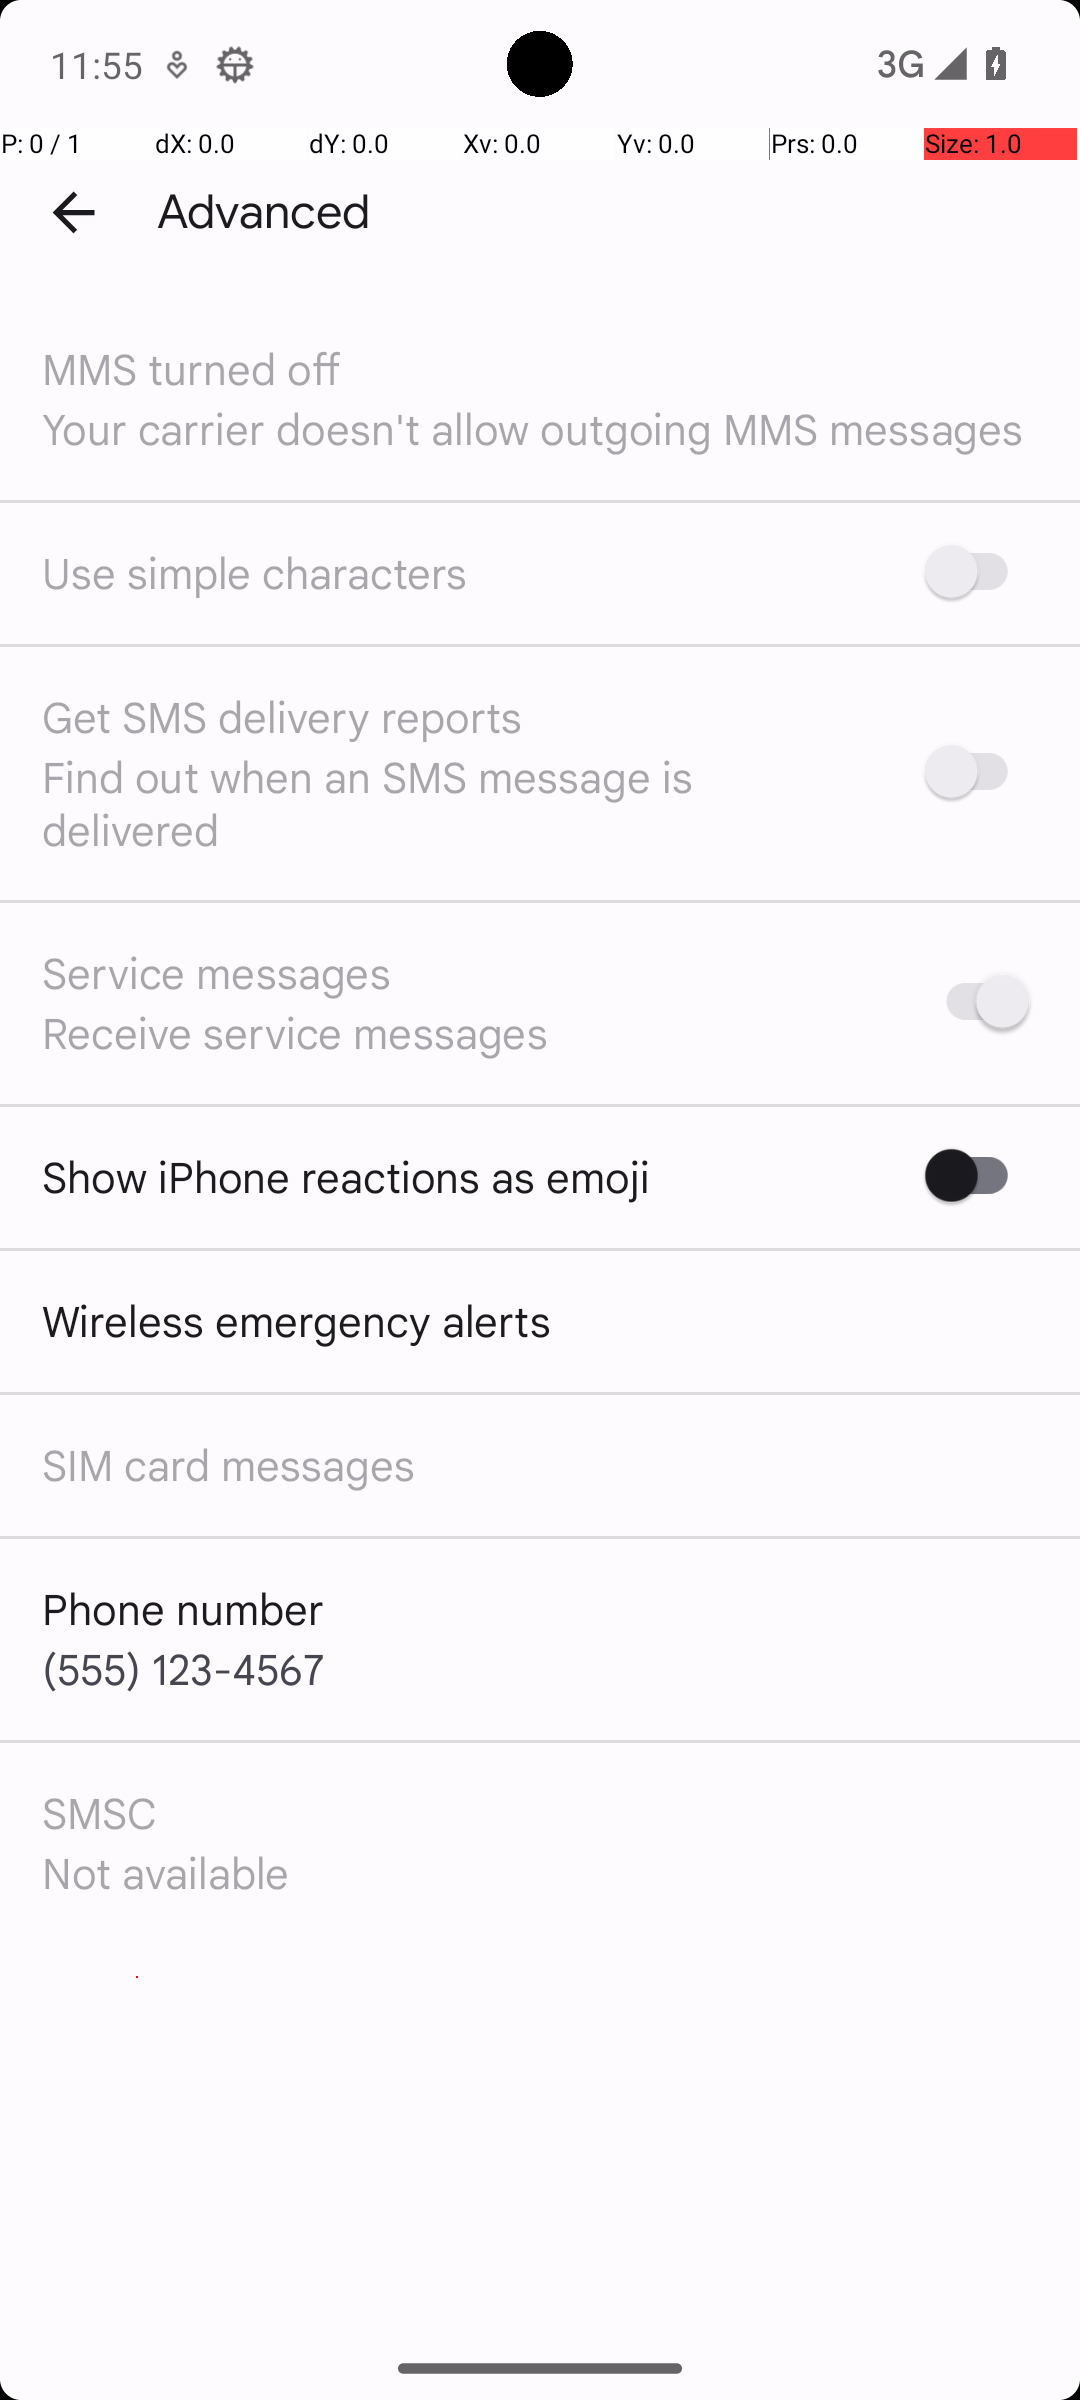 11:55
3G
P: 0 / 1 dX: 0.0 dY: 0.0 Xv: 0.0 Yv: 0.0 Prs: 0.0 Size: 1.0
Advanced
MMS turned off
Your carrier doesn't allow outgoing MMS messages
Use simple characters
Get SMS delivery reports
Find out when an SMS message is
delivered
Service messages
Receive service messages
Show iPhone reactions as emoji
Wireless emergency alerts
SIM card messages
Phone number
(555) 123-4567
SMSC
Not available